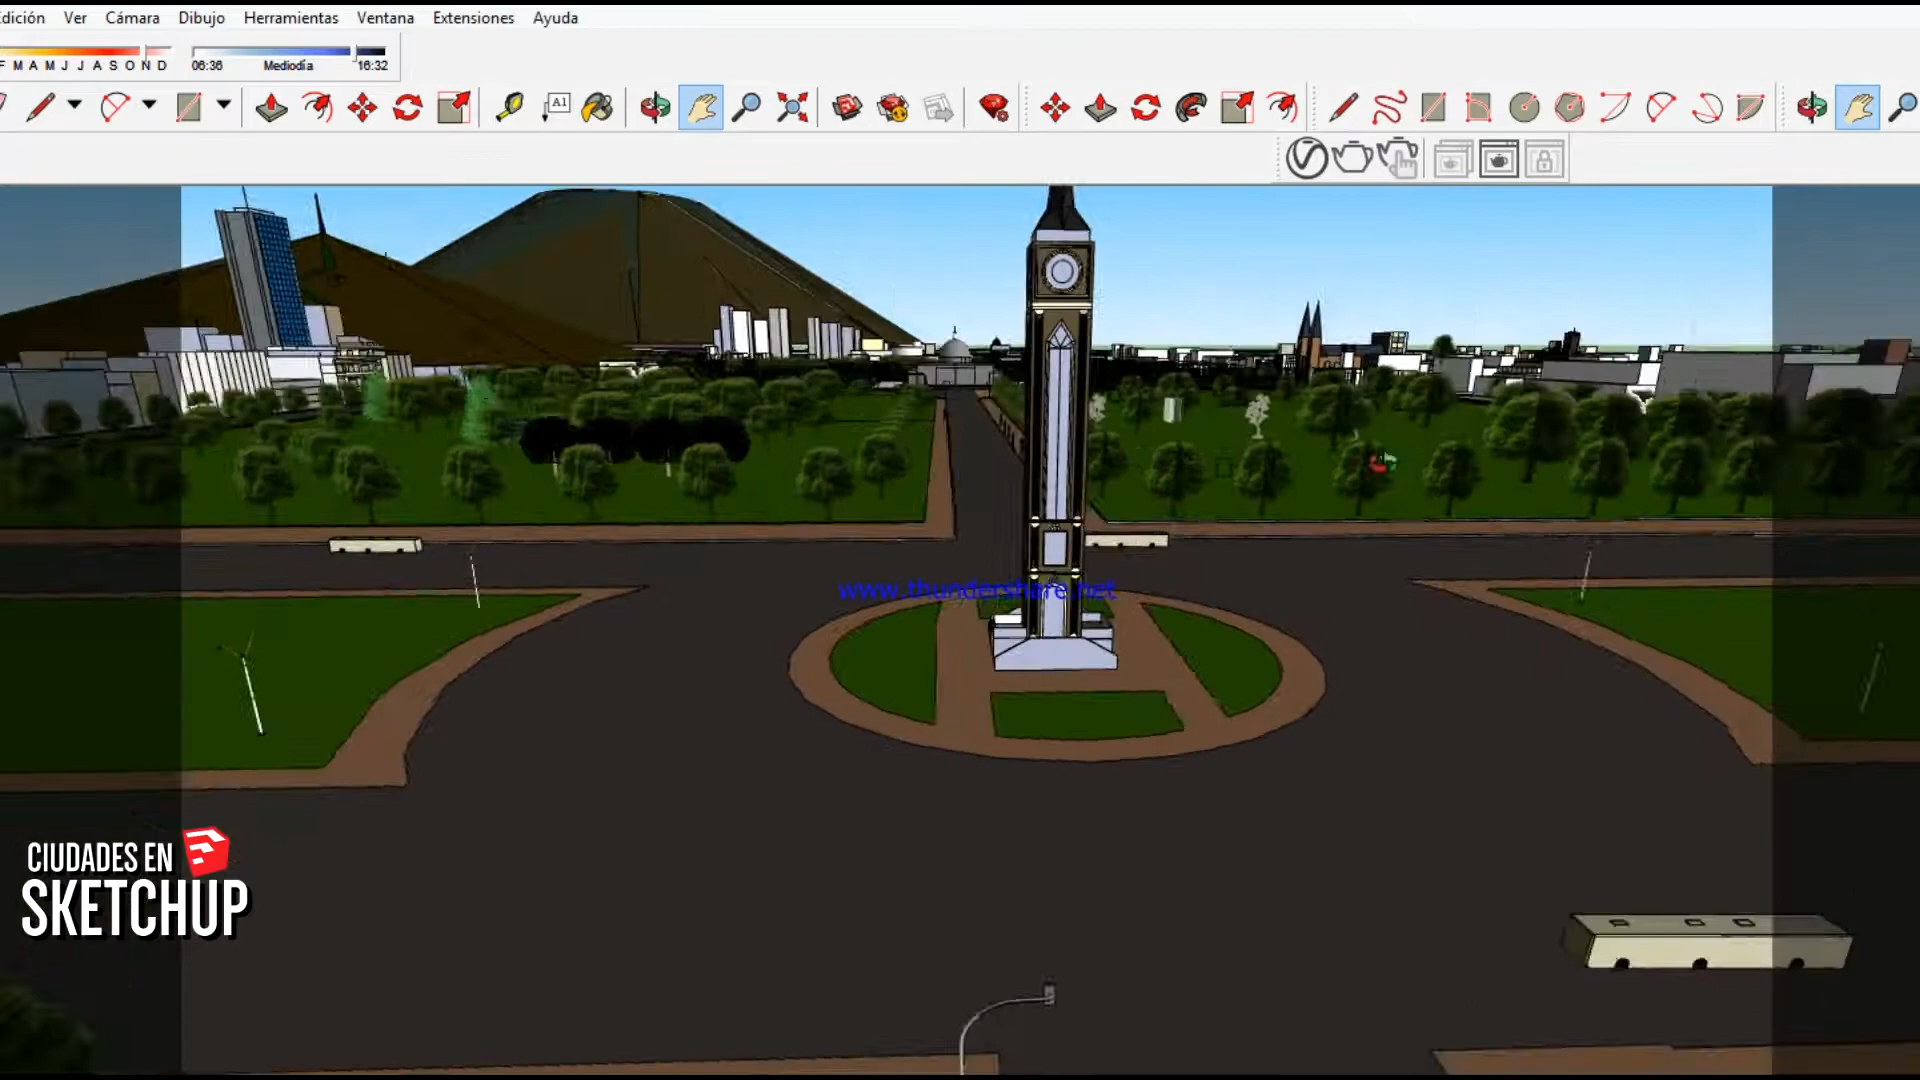 Edición Ver Cámara Dibujo Herramientas Ventana Extensiones Ayuda
F M A M J J A S O N D 06:36 Mediodía 16:32
A1
www.thundershare.net
CIUDADES EN
SKETCHUP